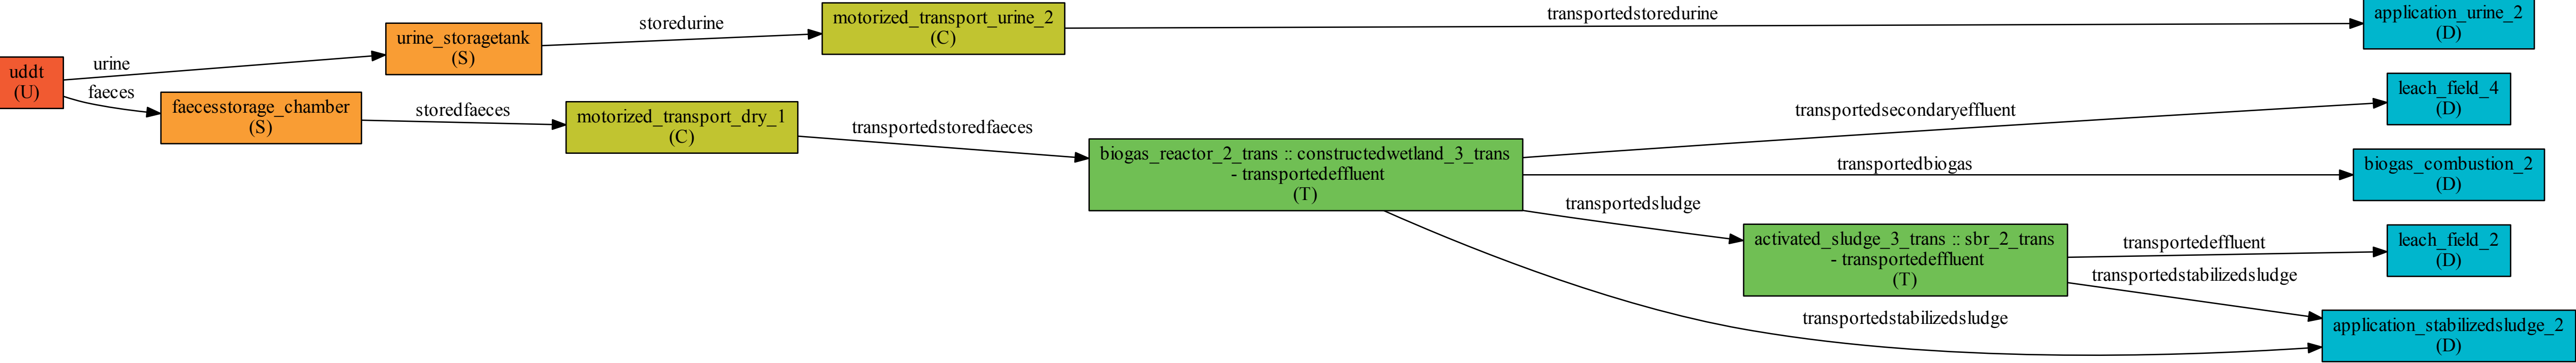 uddt
(U)
urine
faeces
urine_storagetank
(S)
faecesstorage_chamber
(S)
storedurine
storedfaeces
motorized_transport_urine_2
(C)
motorized_transport_dry_1
(C)
transportedstoredurine
transportedstoredfaeces
biogas_reactor_2_trans :: constructedwetland_3_trans
- transportedeffluent
(T)
transportedsecondaryeffluent
transportedbiogas
transportedsludge
transportedstabilizedsludge
activated_sludge_3_trans :: sbr_2_trans
- transportedeffluent
(T)
transportedeffluent
transportedstabilizedsludge
application_urine_2
(D)
leach_field_4
(D)
biogas_combustion_2
(D)
leach_field_2
(D)
application_stabilizedsludge_2
(D)